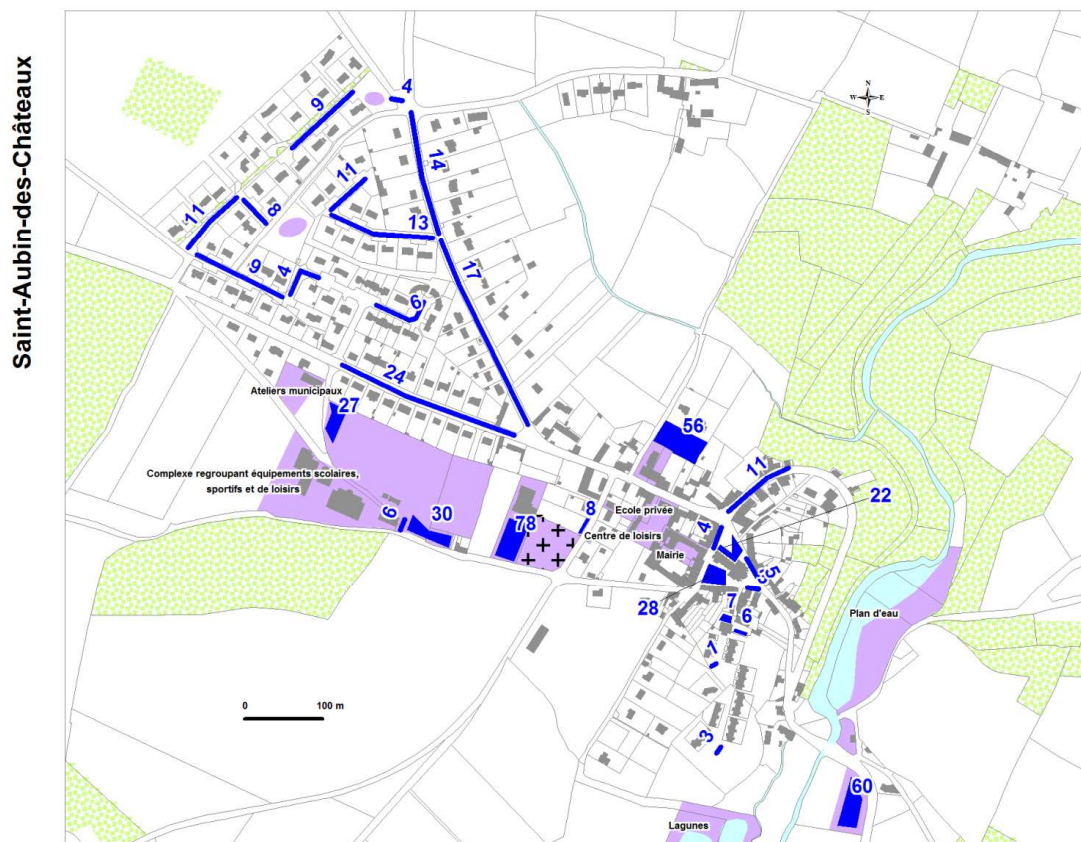 Saint-Aubin-des-Châteaux
N
W E
S
4
9
14
11
11
8
13
17
9
4
6
24
Ateliers municipaux
27
56
11
22
Complexe regroupant équipements scolaires,
sportifs et de loisirs
6
30
78
8
Ecole privée
4
Centre de loisirs
Mairie
5
3
28
7
6
Plan d'eau
7
0 100 m
3
60
Lagunes